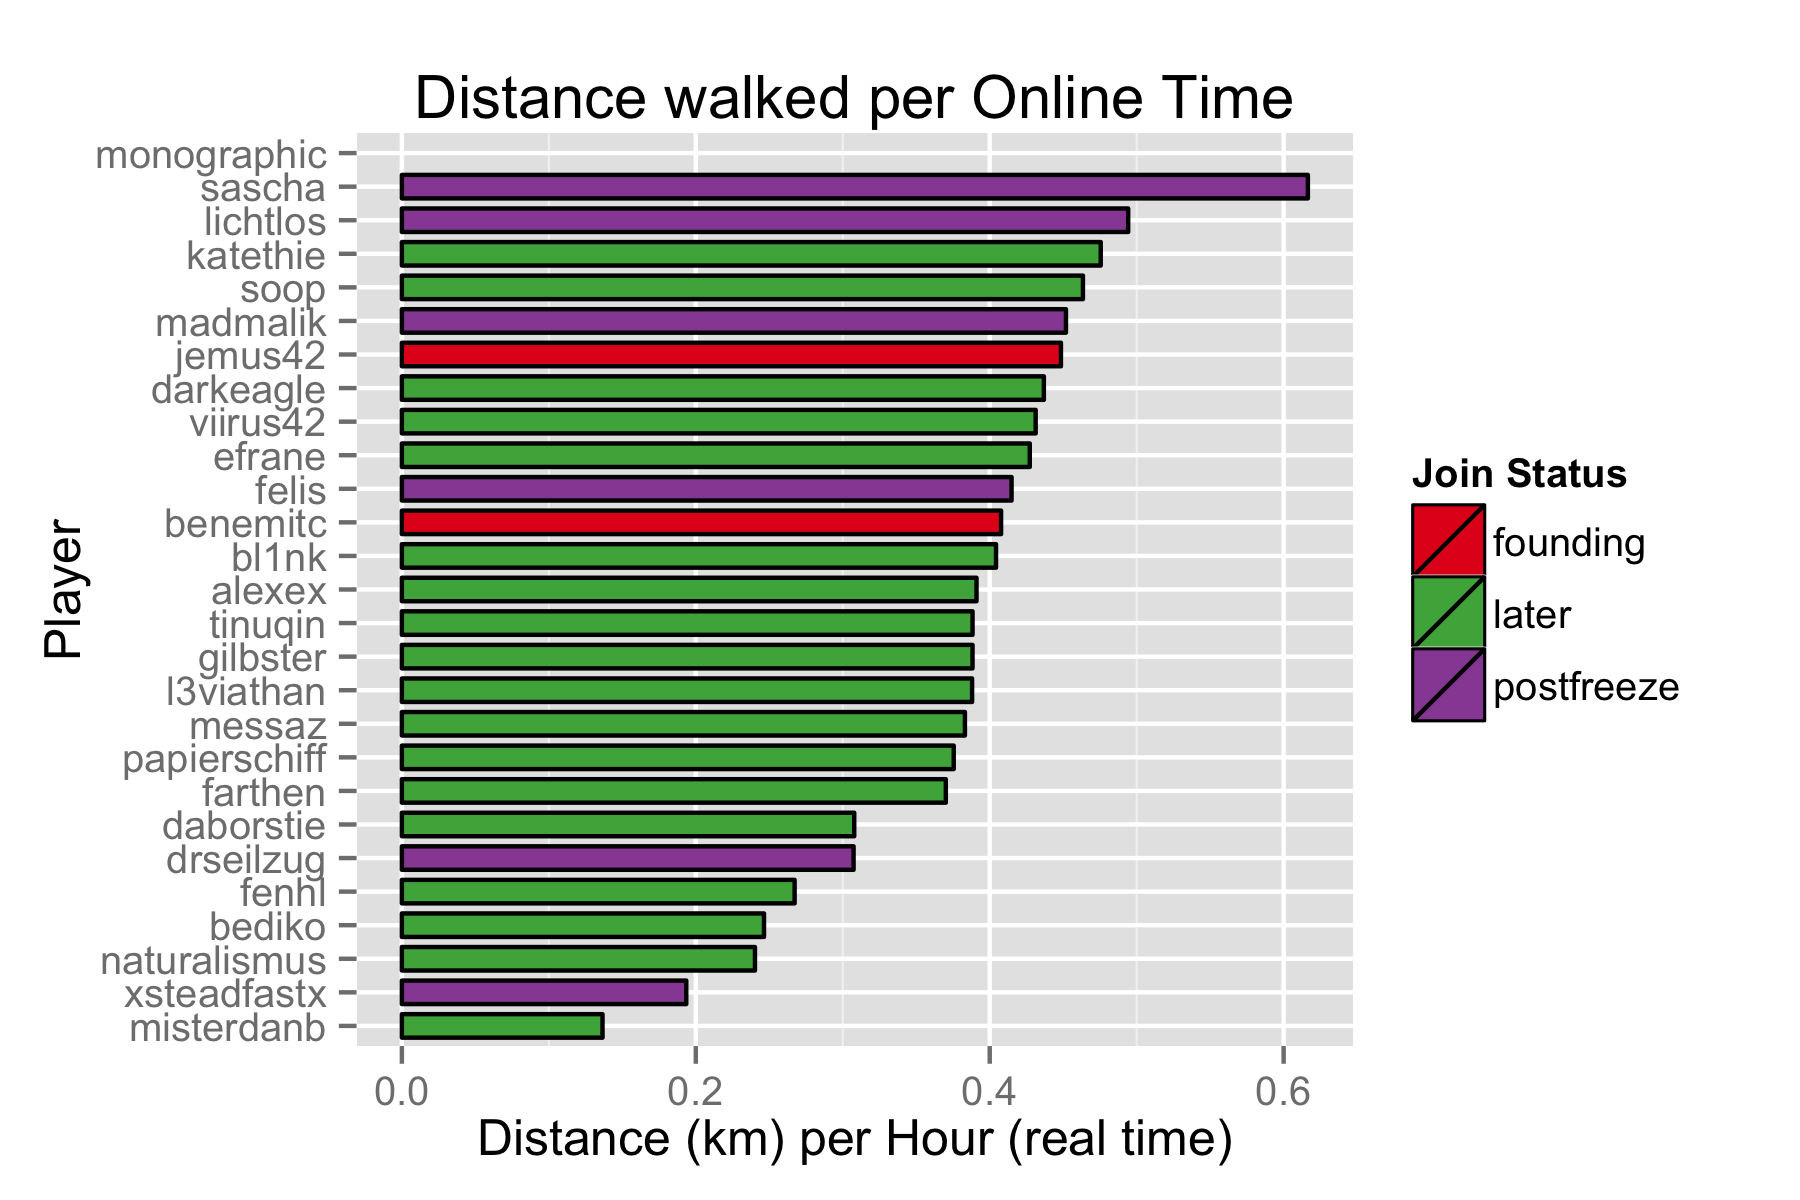 Distance walked per Online Time
monographic
sascha
lichtlos
katethie
soop
madmalik
jemus42
darkeagle
viirus42
efrane
felis
benemitc
bl1nk
alexex
tinuqin
gilbster
l3viathan
messaz
papierschiff
farthen
daborstie
drseilzug
fenhl
bediko
naturalismus
xsteadfastx
misterdanb
Player
0.0 0.2 0.4 0.6
Distance (km) per Hour (real time)
Join Status
founding
later
postfreeze